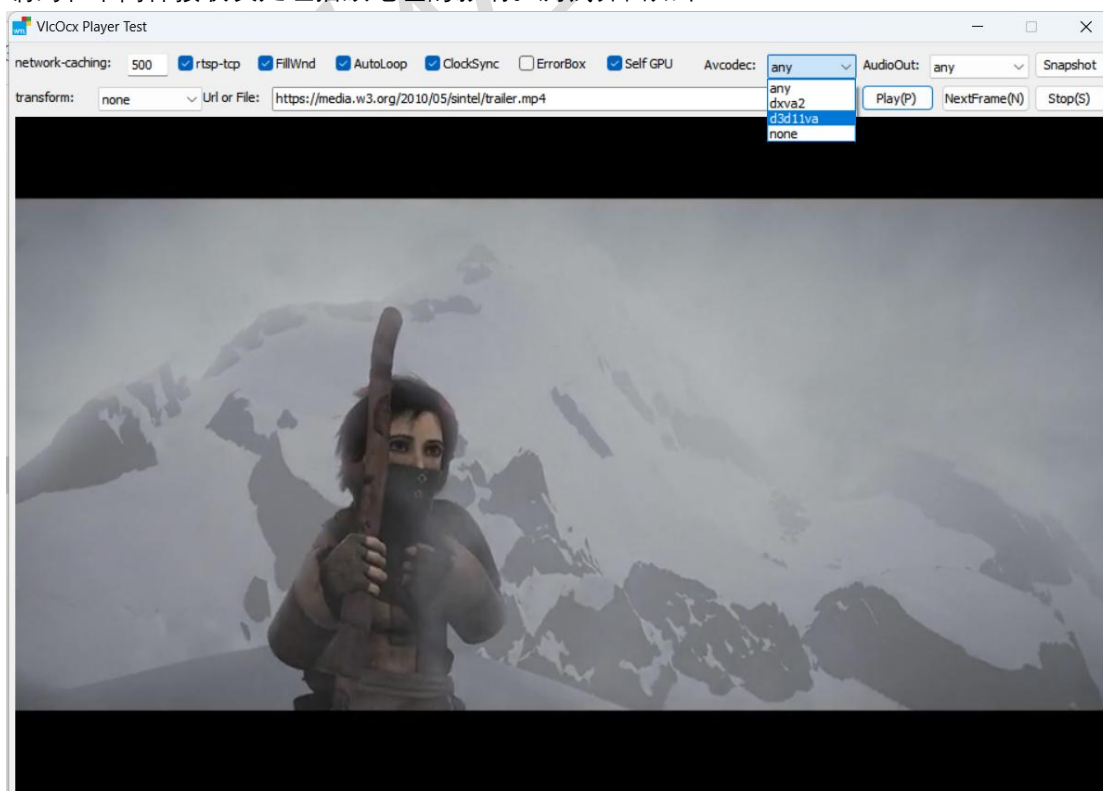 VlcOcx Player Test
network-caching: 500 rtsp-tcp FillWnd AutoLoop ClockSync ErrorBox Self GPU Avcodec: any AudioOut: any Snapshot
transform: none Url or File: https://media.w3.org/2010/05/sintel/trailer.mp4 Play(P) NextFrame(N) Stop(S)
any
dxva2
d3d11va
none